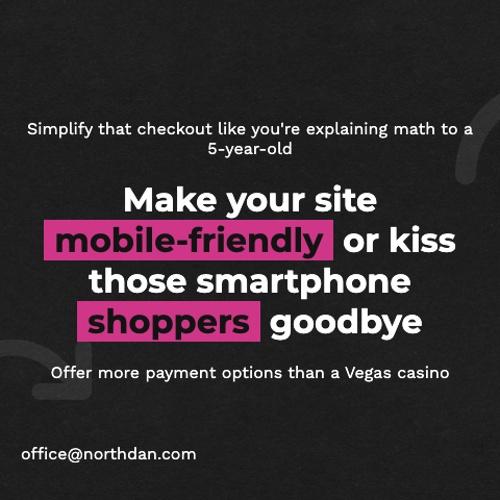 Simplify that checkout like you're explaining math to a
5-year-old
Make your site
mobile-friendly or kiss
those smartphone
shoppers goodbye
Offer more payment options than a Vegas casino
office@northdan.com